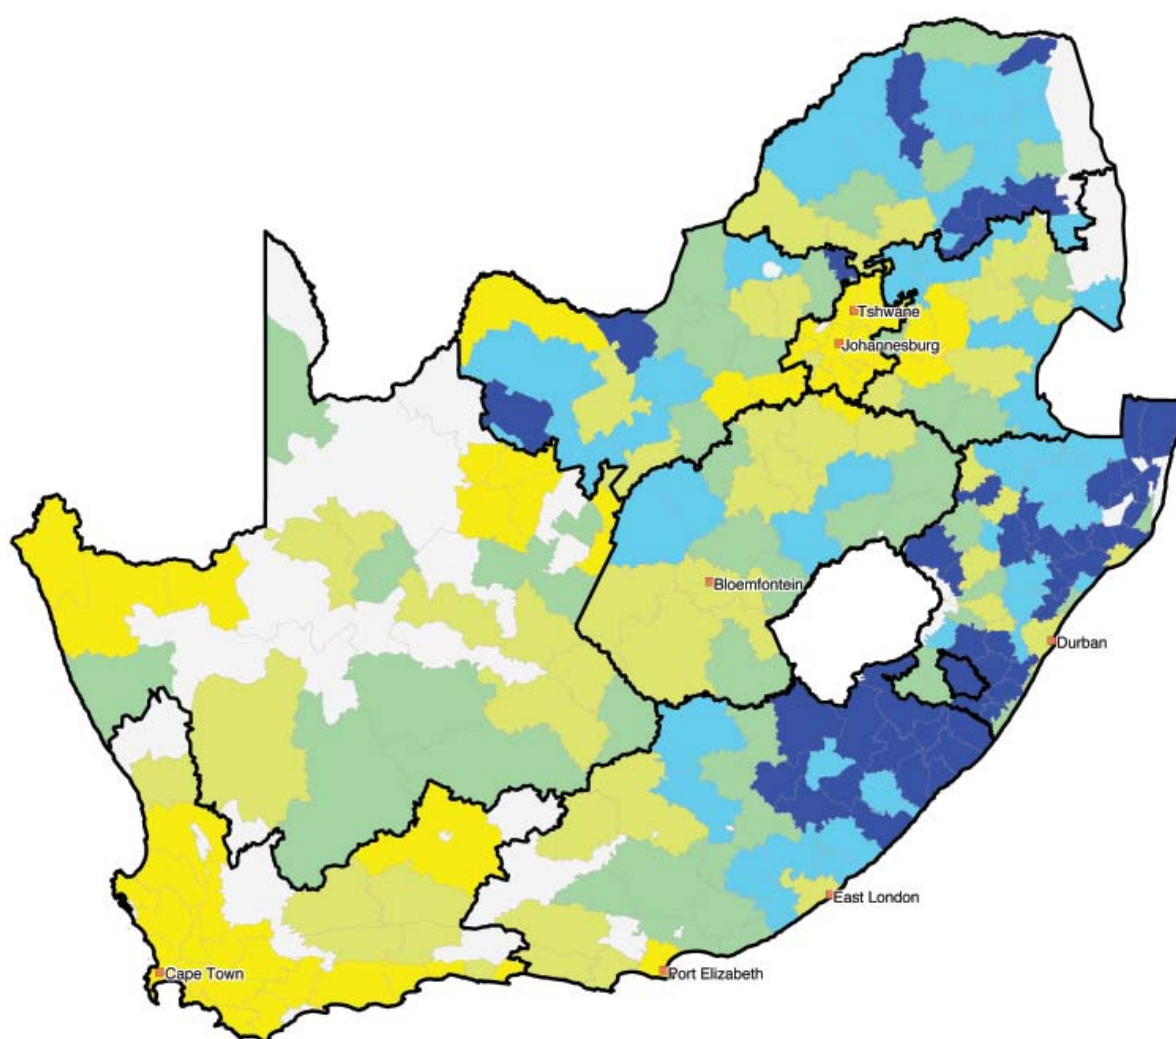 Tshwane
Johannesburg
Bloemfontein
Durban
East London
Cape Town
Port Elizabeth